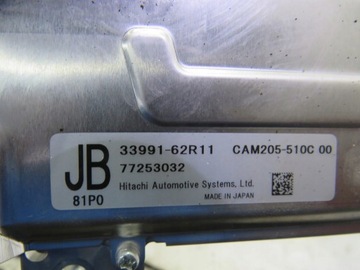 JB 33991-62R11 CAM205-510C 00
77253032
81P0 Hitachi Automotive Systems, Ltd. MADE IN JAPAN